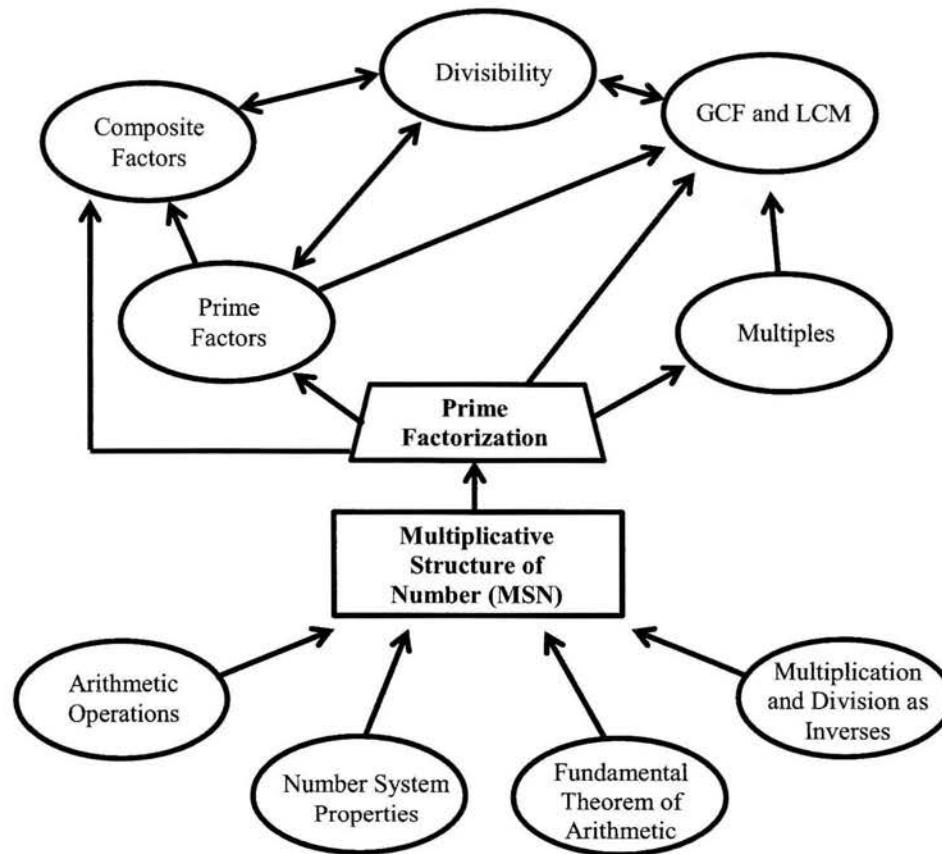 Divisibility
Composite
Factors
GCF and LCM
Prime
Factors
Multiples
Prime
Factorization
Multiplicative
Structure of
Number (MSN)
Arithmetic
Operations
Multiplication
and Division as
Inverses
Number System
Properties
Fundamental
Theorem of
Arithmetic